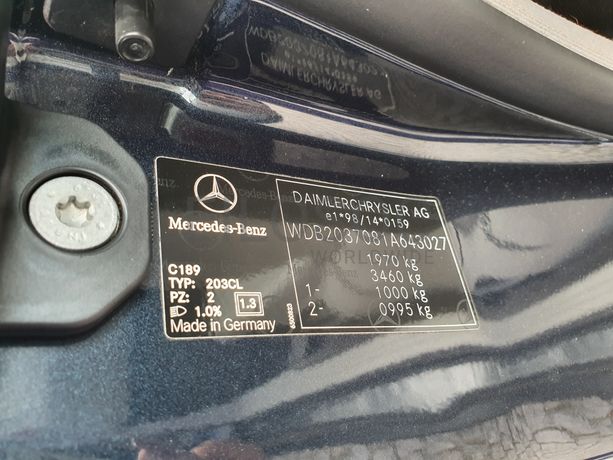 DAIMLERCHRYSLER AG
e1*98/14*0159
WDB2037081A643027
1970 kg
3460 kg
1- 1000 kg
2- 0995 kg
Mercedes-Benz
C189
TYP: 203CL
PZ: 2
1.0% 1.3
Made in Germany